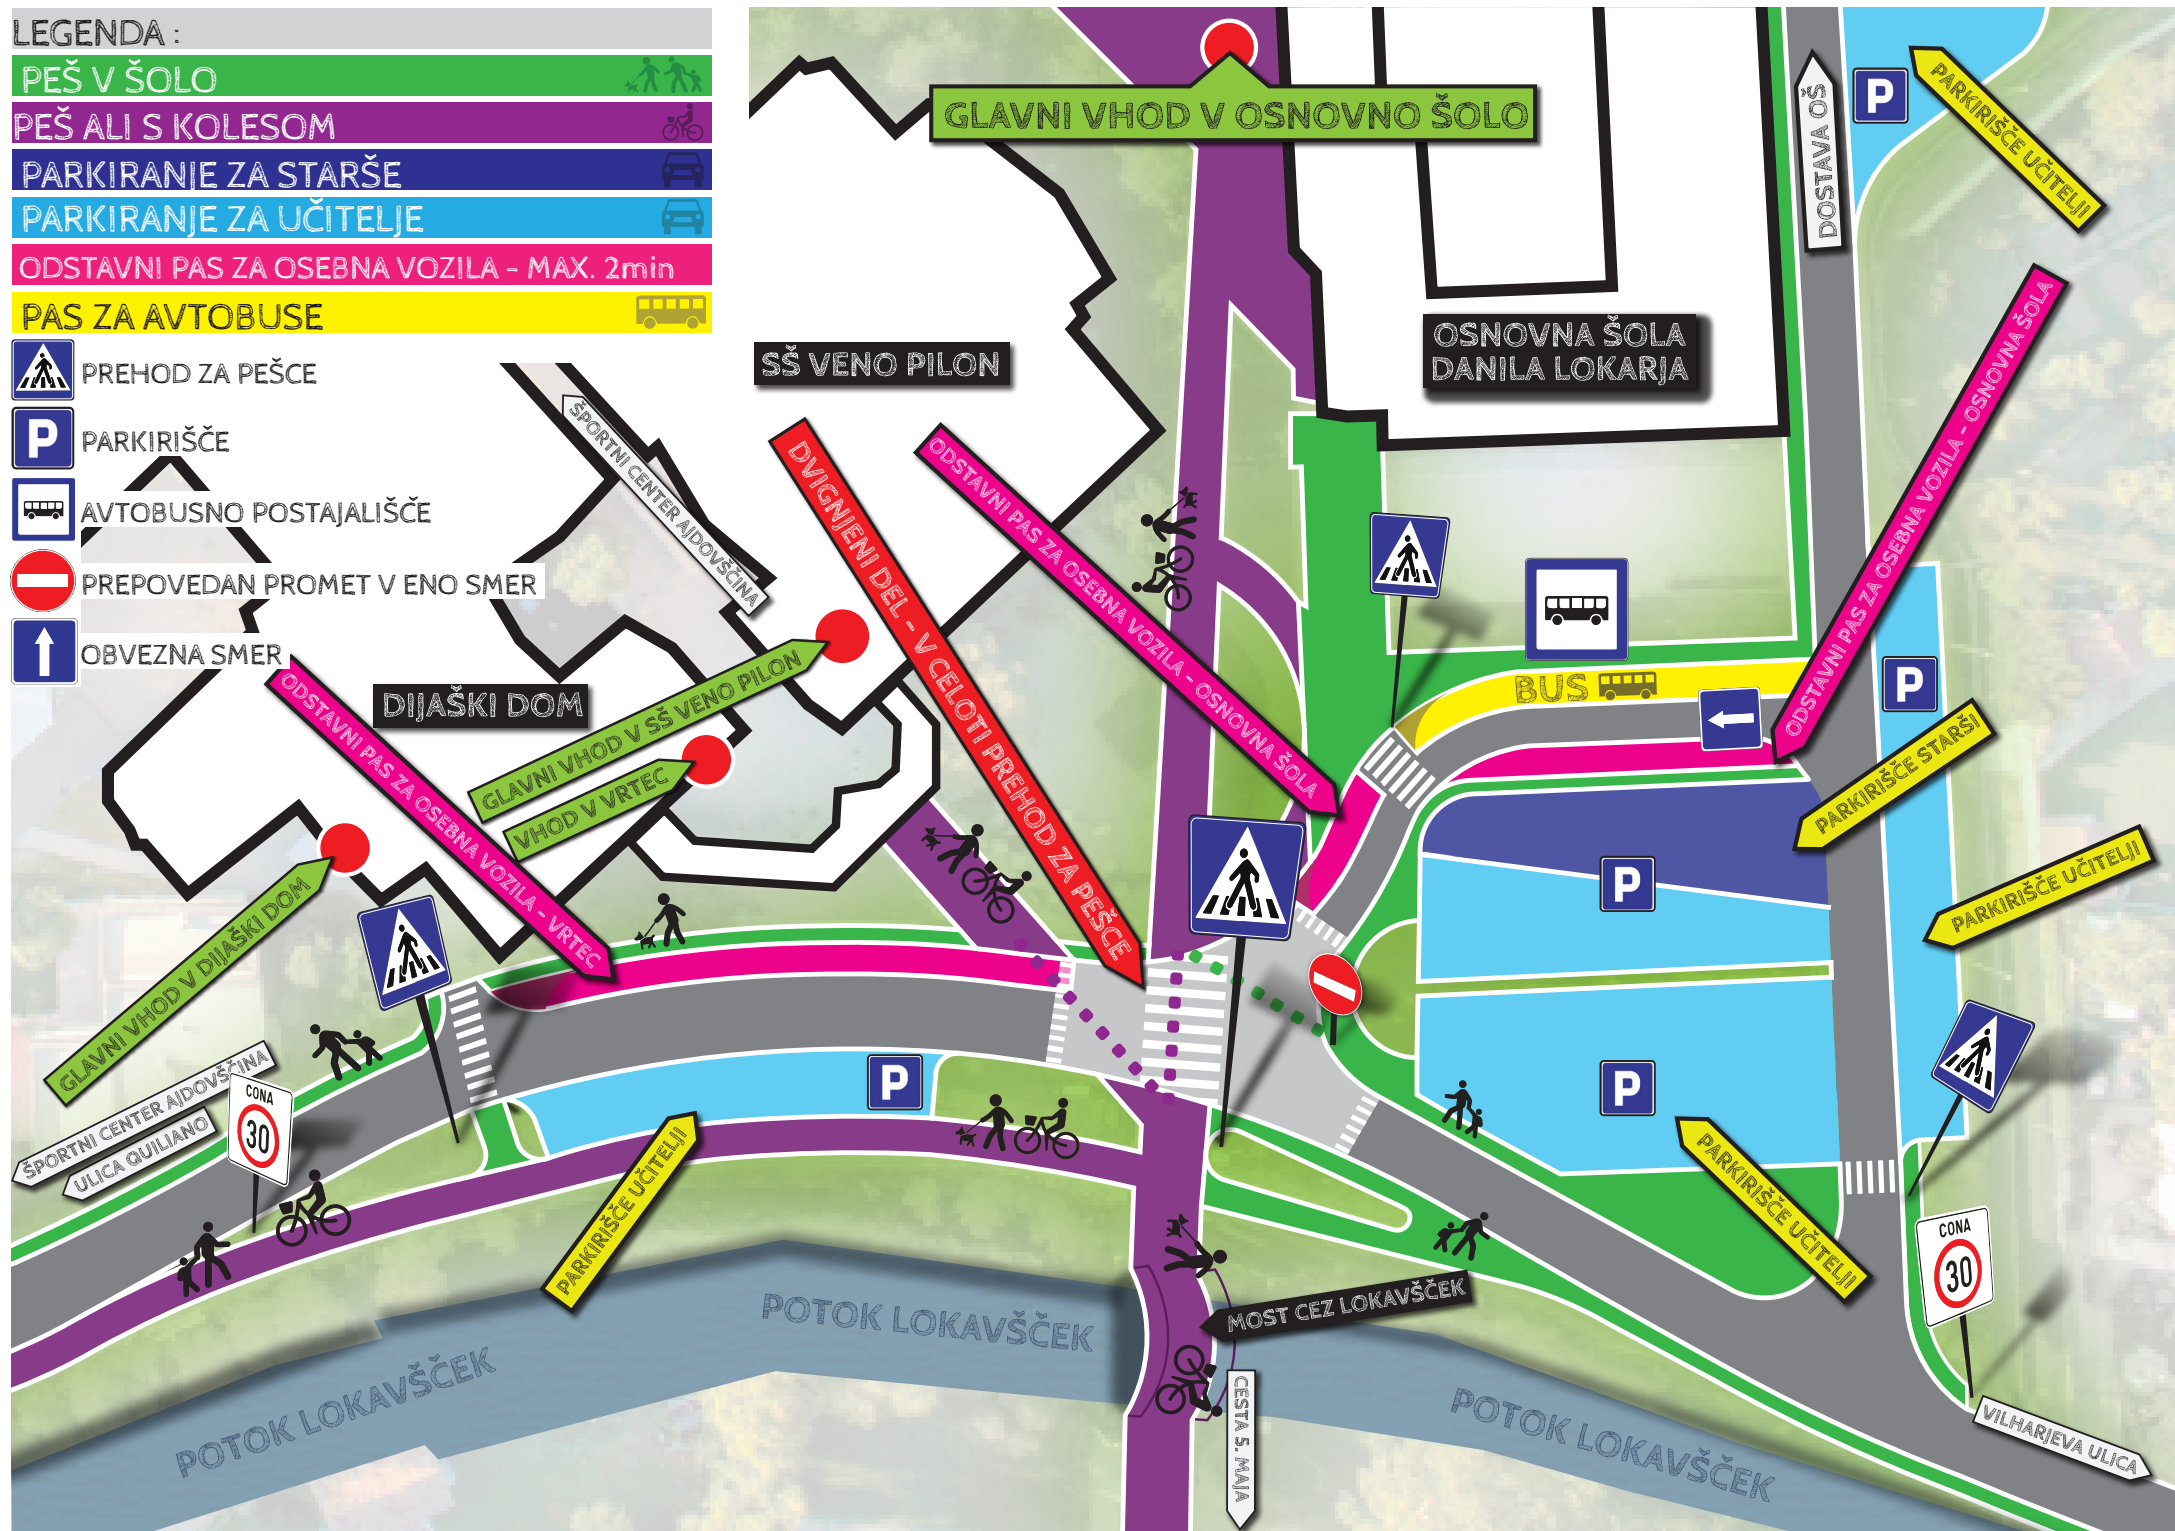 LEGENDA :
PEŠ V ŠOLO
PEŠ ALI S KOLESOM
PARKIRANJE ZA STARŠE
PARKIRANJE ZA UČITELJE
ODSTAVNI PAS ZA OSEBNA VOZILA - MAX. 2min
PAS ZA AVTOBUSE
PREHOD ZA PEŠCE
P
PARKIRIŠČE
AVTOBUSNO POSTAJALIŠČE
PREPOVEDAN PROMET V ENO SMER
OBVEZNA SMER
GLAVNI VHOD V OSNOVNO ŠOLO
DOSTAVA OŠ
P
PARKIRIŠČE UČITELJI
SŠ VENO PILON
OSNOVNA ŠOLA
DANILA LOKARJA
ŠPORTNI CENTER AJDOVŠČINA
DVIGNJENI DEL - V CELOTI PREHOD ZA PEŠCE
ODSTAVNI PAS ZA OSEBNA VOZILA - OSNOVNA ŠOLA
ODSTAVNI PAS ZA OSEBNA VOZILA - OSNOVNA ŠOLA
DIJAŠKI DOM
GLAVNI VHOD V SŠ VENO PILON
VHOD V VRTEC
ODSTAVNI PAS ZA OSEBNA VOZILA - VRTEC
GLAVNI VHOD V DIJAŠKI DOM
BUS
P
PARKIRIŠČE STARŠI
P
PARKIRIŠČE UČITELJI
ŠPORTNI CENTER AJDOVŠČINA
ULICA QUILIANO
CONA
30
P
PARKIRIŠČE UČITELJI
P
PARKIRIŠČE UČITELJI
CONA
30
MOST CEZ LOKAVŠČEK
POTOK LOKAVŠČEK
POTOK LOKAVŠČEK
POTOK LOKAVŠČEK
CESTA 5. MAJA
VILHARJEVA ULICA